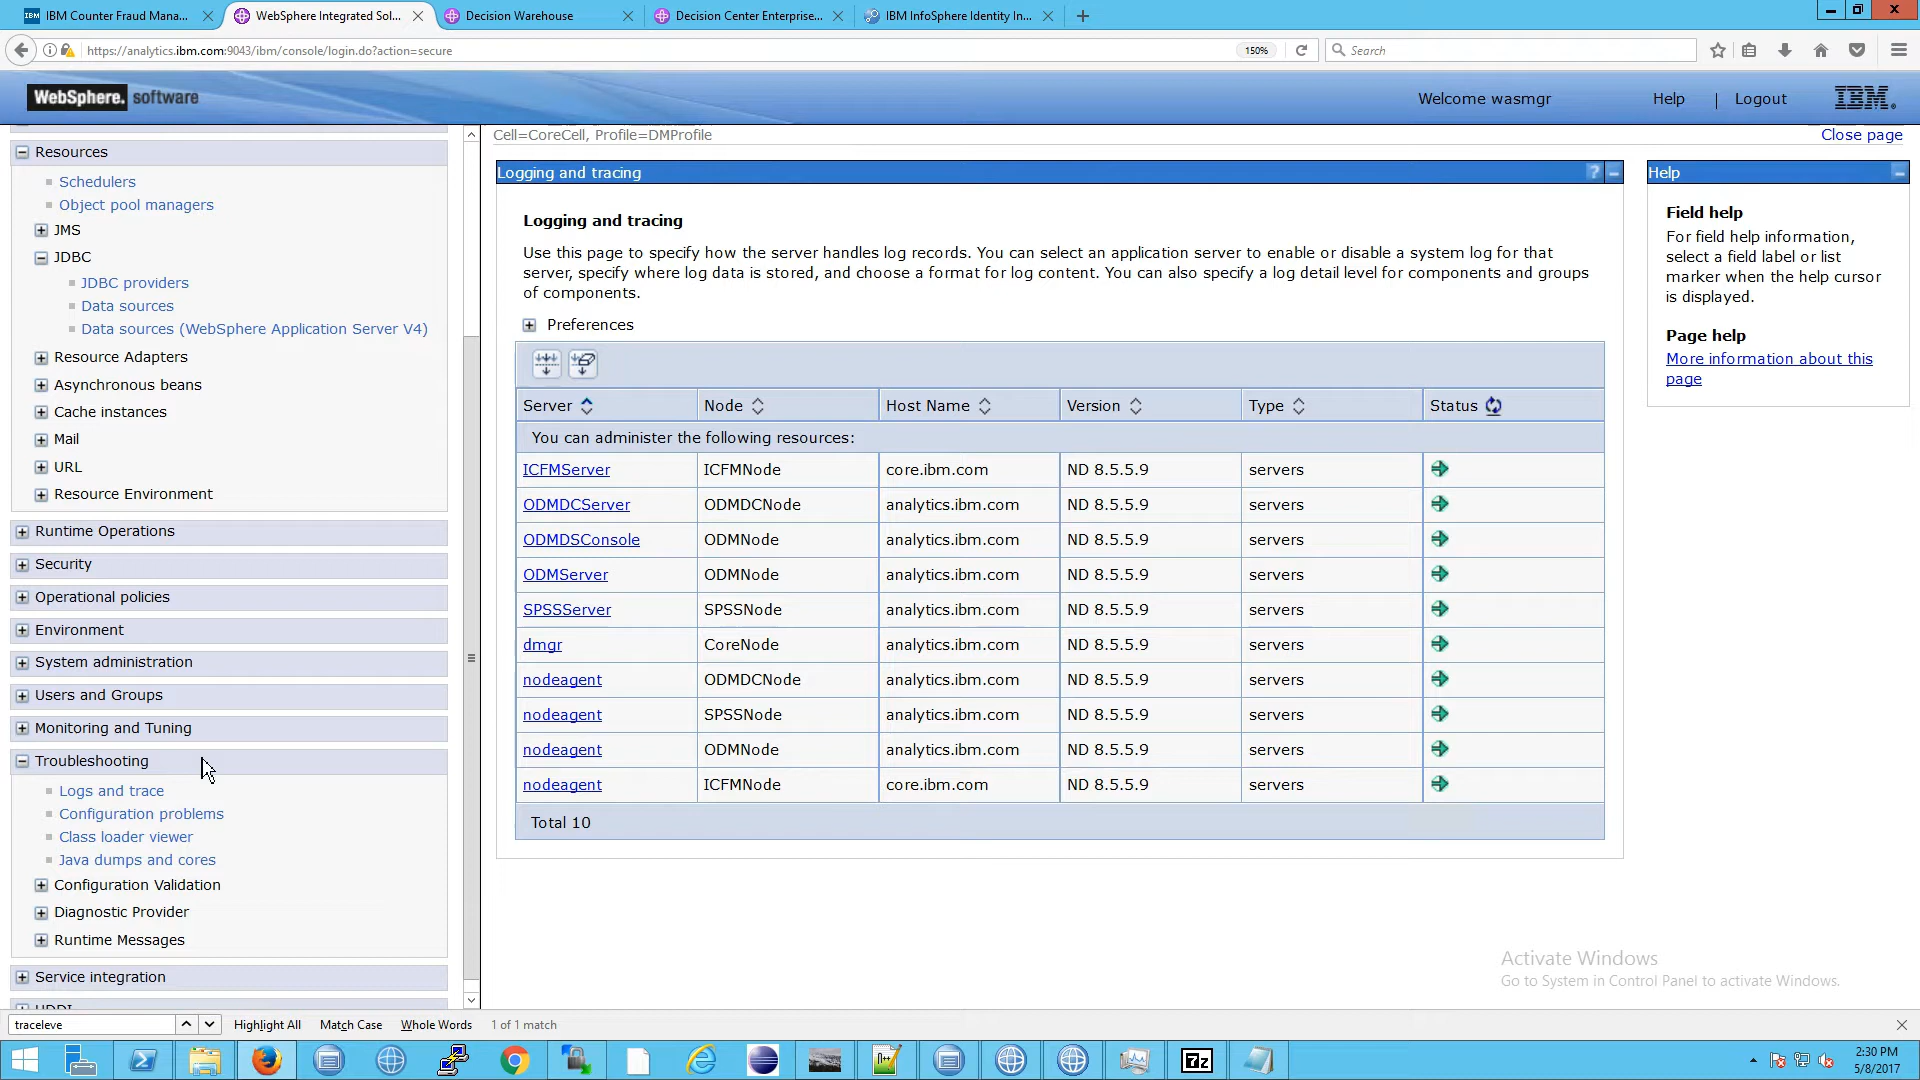 IBM Counter Fraud Mana...
WebSphere Integrated Sol...
Decision Warehouse
Decision Center Enterprise...
IBM InfoSphere Identity In...
https://analytics.ibm.com:9043/ibm/console/login.do?action=secure
150%
Search
WebSphere. software
Welcome wasmgr
Help
Logout
IBM
Cell=CoreCell, Profile=DMProfile
Close page
Resources
Schedulers
Object pool managers
JMS
JDBC
JDBC providers
Data sources
Data sources (WebSphere Application Server V4)
Resource Adapters
Asynchronous beans
Cache instances
Mail
URL
Resource Environment
Runtime Operations
Security
Operational policies
Environment
System administration
Users and Groups
Monitoring and Tuning
Troubleshooting
Logs and trace
Configuration problems
Class loader viewer
Java dumps and cores
Configuration Validation
Diagnostic Provider
Runtime Messages
Service integration
UDDI
Logging and tracing
?
Logging and tracing
Use this page to specify how the server handles log records. You can select an application server to enable or disable a system log for that
server, specify where log data is stored, and choose a format for log content. You can also specify a log detail level for components and groups
of components.
Preferences
Server Node Host Name Version Type Status
You can administer the following resources:
ICFMServer ICFMNode core.ibm.com ND 8.5.5.9 servers
ODMDCServer ODMDCNode analytics.ibm.com ND 8.5.5.9 servers
ODMDSConsole ODMNode analytics.ibm.com ND 8.5.5.9 servers
ODMServer ODMNode analytics.ibm.com ND 8.5.5.9 servers
SPSSServer SPSSNode analytics.ibm.com ND 8.5.5.9 servers
dmgr CoreNode analytics.ibm.com ND 8.5.5.9 servers
nodeagent ODMDCNode analytics.ibm.com ND 8.5.5.9 servers
nodeagent SPSSNode analytics.ibm.com ND 8.5.5.9 servers
nodeagent ODMNode analytics.ibm.com ND 8.5.5.9 servers
nodeagent ICFMNode core.ibm.com ND 8.5.5.9 servers
Total 10
Help
Field help
For field help information,
select a field label or list
marker when the help cursor
is displayed.
Page help
More information about this
page
Activate Windows
Go to System in Control Panel to activate Windows.
traceleve
Highlight All
Match Case
Whole Words
1 of 1 match
7z
2:30 PM
5/8/2017